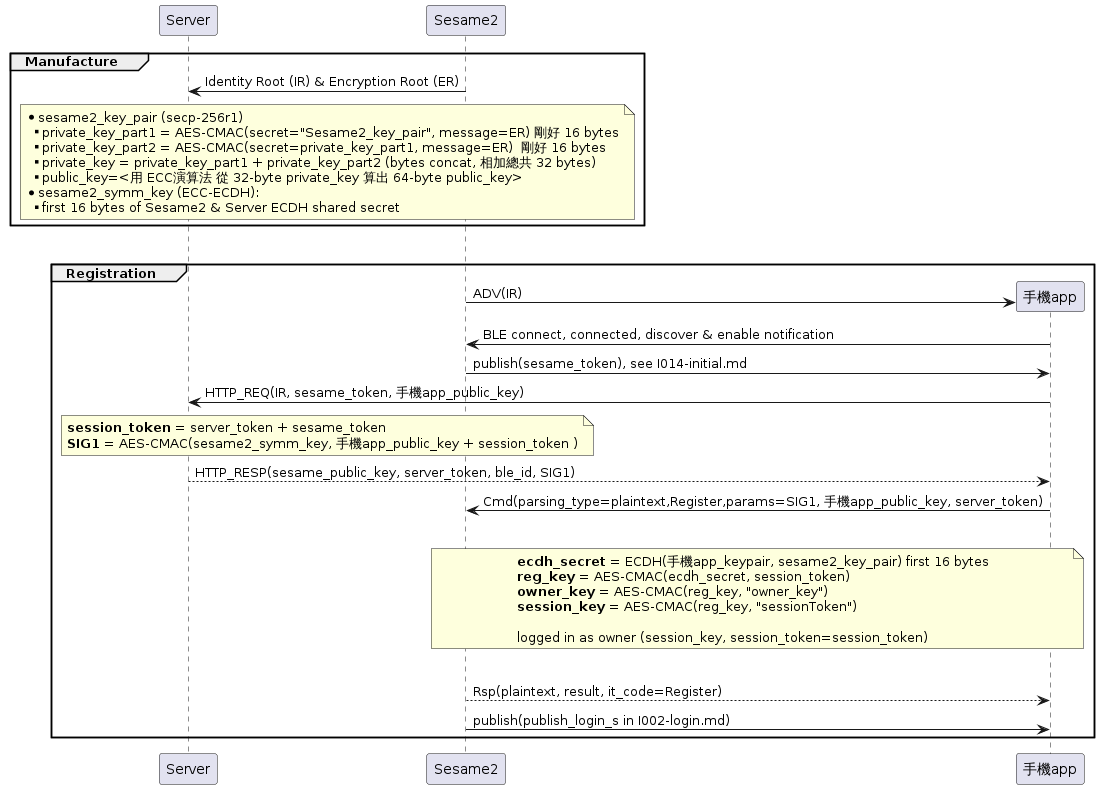 Server
Sesame2
Manufacture
Identity Root (IR) & Encryption Root (ER)
sesame2_key_pair (secp-256r1)
private_key_part1 = AES-CMAC(secret="Sesame2_key_pair", message=ER) 剛好 16 bytes
private_key_part2 = AES-CMAC(secret=private_key_part1, message=ER)  剛好 16 bytes
private_key = private_key_part1 + private_key_part2 (bytes concat, 相加總共 32 bytes)
public_key=<用 ECC演算法 從 32-byte private_key 算出 64-byte public_key>
sesame2_symm_key (ECC-ECDH):
first 16 bytes of Sesame2 & Server ECDH shared secret
Registration
ADV(IR)
手機app
BLE connect, connected, discover & enable notification
publish(sesame_token), see I014-initial.md
HTTP_REQ(IR, sesame_token, 手機app_public_key)
session_token = server_token + sesame_token
SIG1 = AES-CMAC(sesame2_symm_key, 手機app_public_key + session_token )
HTTP_RESP(sesame_public_key, server_token, ble_id, SIG1)
Cmd(parsing_type=plaintext,Register,params=SIG1, 手機app_public_key, server_token)
ecdh_secret = ECDH(手機app_keypair, sesame2_key_pair) first 16 bytes
reg_key = AES-CMAC(ecdh_secret, session_token)
owner_key = AES-CMAC(reg_key, "owner_key")
session_key = AES-CMAC(reg_key, "sessionToken")
logged in as owner (session_key, session_token=session_token)
Rsp(plaintext, result, it_code=Register)
publish(publish_login_s in I002-login.md)
Server
Sesame2
手機app